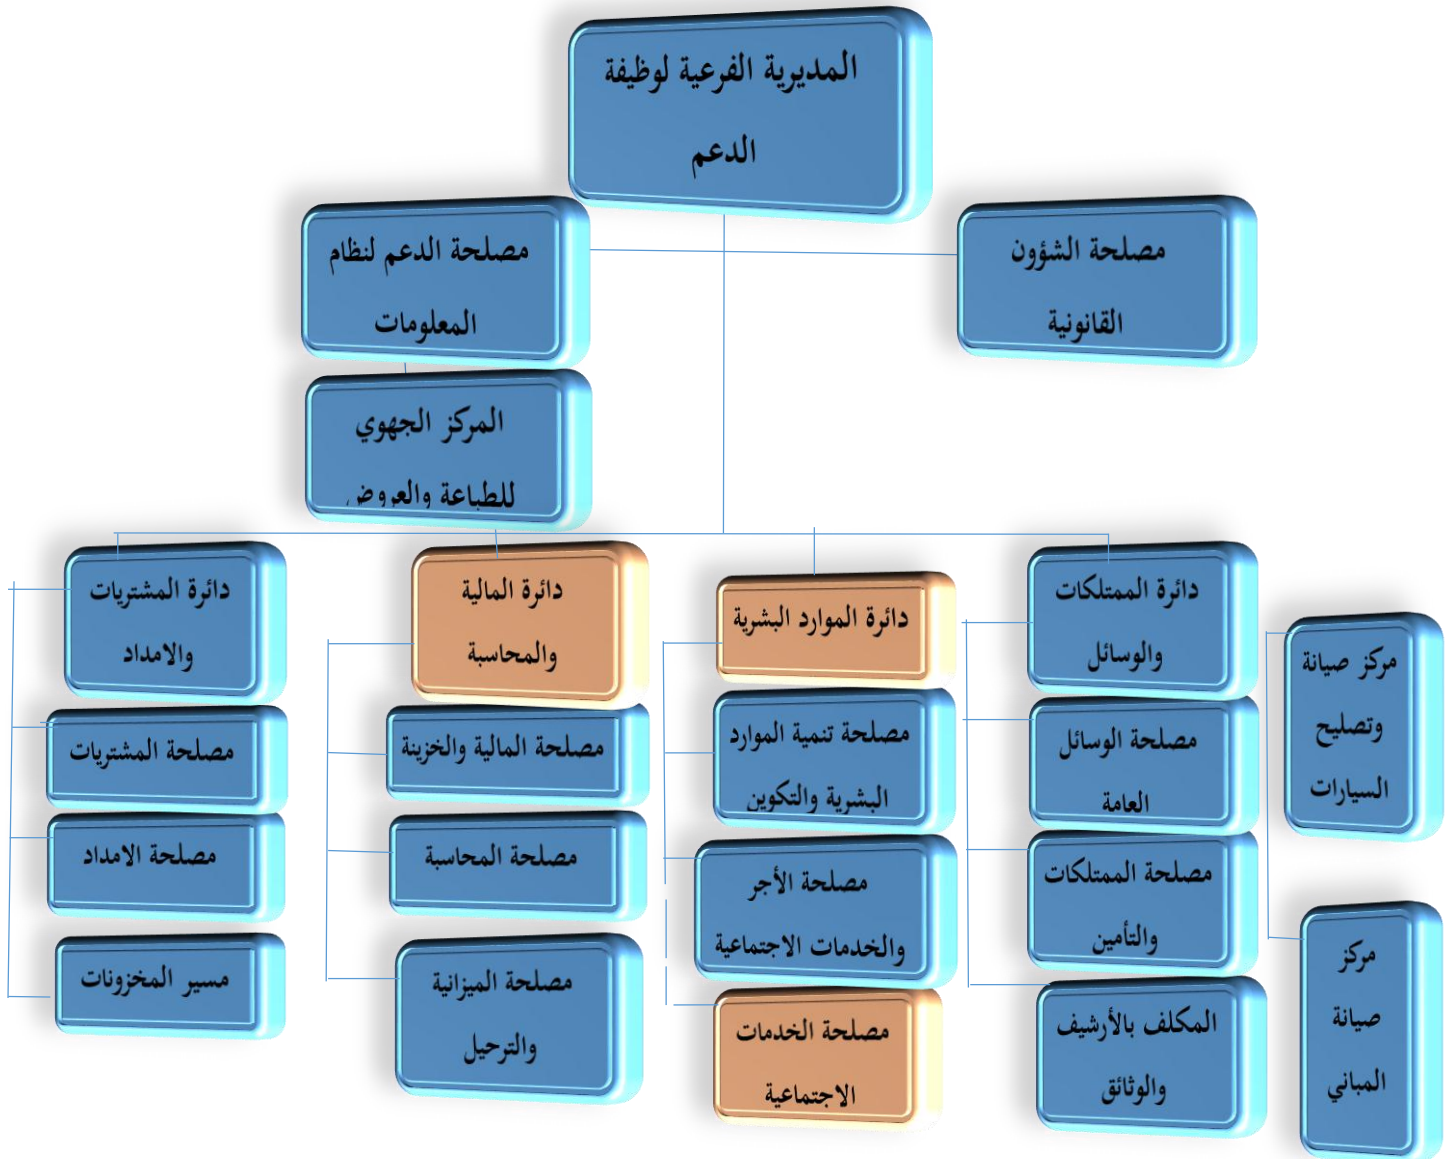 المديرية الفرعية لوظيفة
الدعم
مصلحة الشؤون
القانونية
مصلحة الدعم لنظام
المعلومات
المركز الجهوي
للطباعة والعروض
دائرة الممتلكات
والوسائل
مصلحة الوسائل
العامة
مصلحة الممتلكات
والتأمين
المكلف بالأرشيف
والوثائق
مركز صيانة
وتصليح
السيارات
مركز
صيانة
المباني
دائرة الموارد البشرية
مصلحة تنمية الموارد
البشرية والتكوين
مصلحة الأجر
والخدمات الاجتماعية
مصلحة الخدمات
الاجتماعية
دائرة المالية
والمحاسبة
مصلحة المالية والخزينة
مصلحة المحاسبة
مصلحة الميزانية
والترحيل
دائرة المشتريات
والامداد
مصلحة المشتريات
مصلحة الامداد
مسير المخزونات